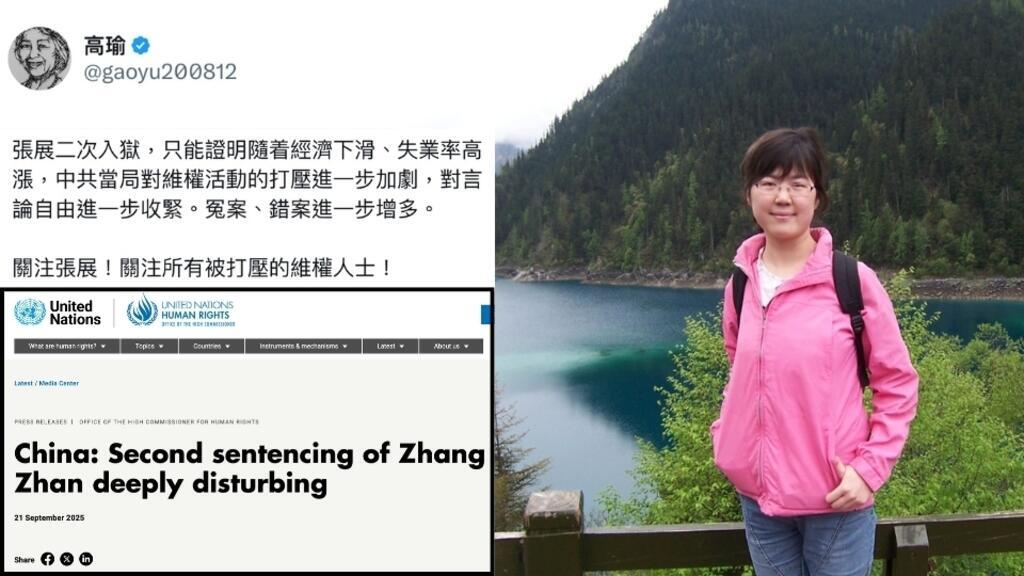 高瑜
@gaoyu200812
張展二次入獄，只能證明隨着經濟下滑、失業率高
漲，中共當局對維權活動的打壓進一步加劇，對言
論自由進一步收緊。冤案、錯案進一步增多。
關注張展！關注所有被打壓的維權人士！
United
Nations
UNITED NATIONS
HUMAN RIGHTS
OFFICE OF THE HIGH COMMISSIONER
What are human rights?
Topics
Countries
Instruments & mechanisms
Latest
About us
Latest / Media Center
PRESS RELEASES | OFFICE OF THE HIGH COMMISSIONER FOR HUMAN RIGHTS
China: Second sentencing of Zhang
Zhan deeply disturbing
21 September 2025
Share